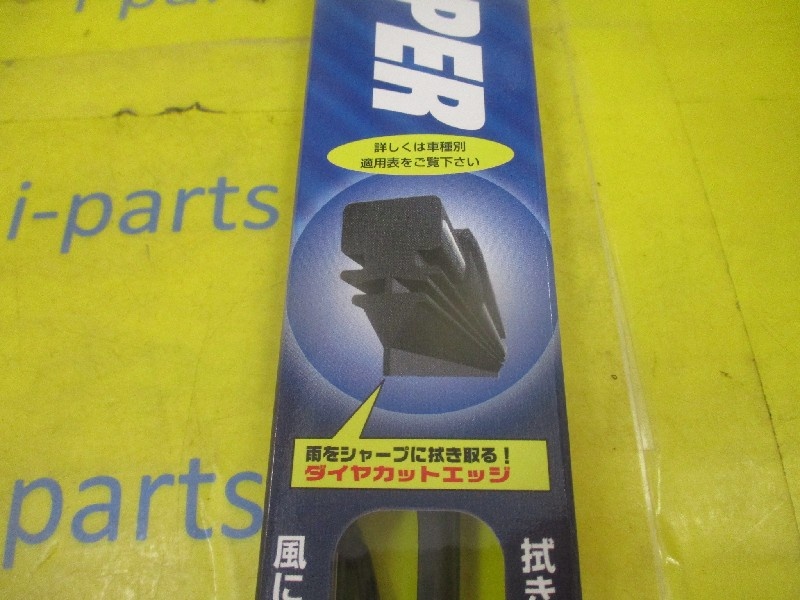 PER
詳しくは車種別
適用表をご覧下さい
i-parts
雨をシャープに拭き取る!
ダイヤカットエッジ
parts
風に
拭き